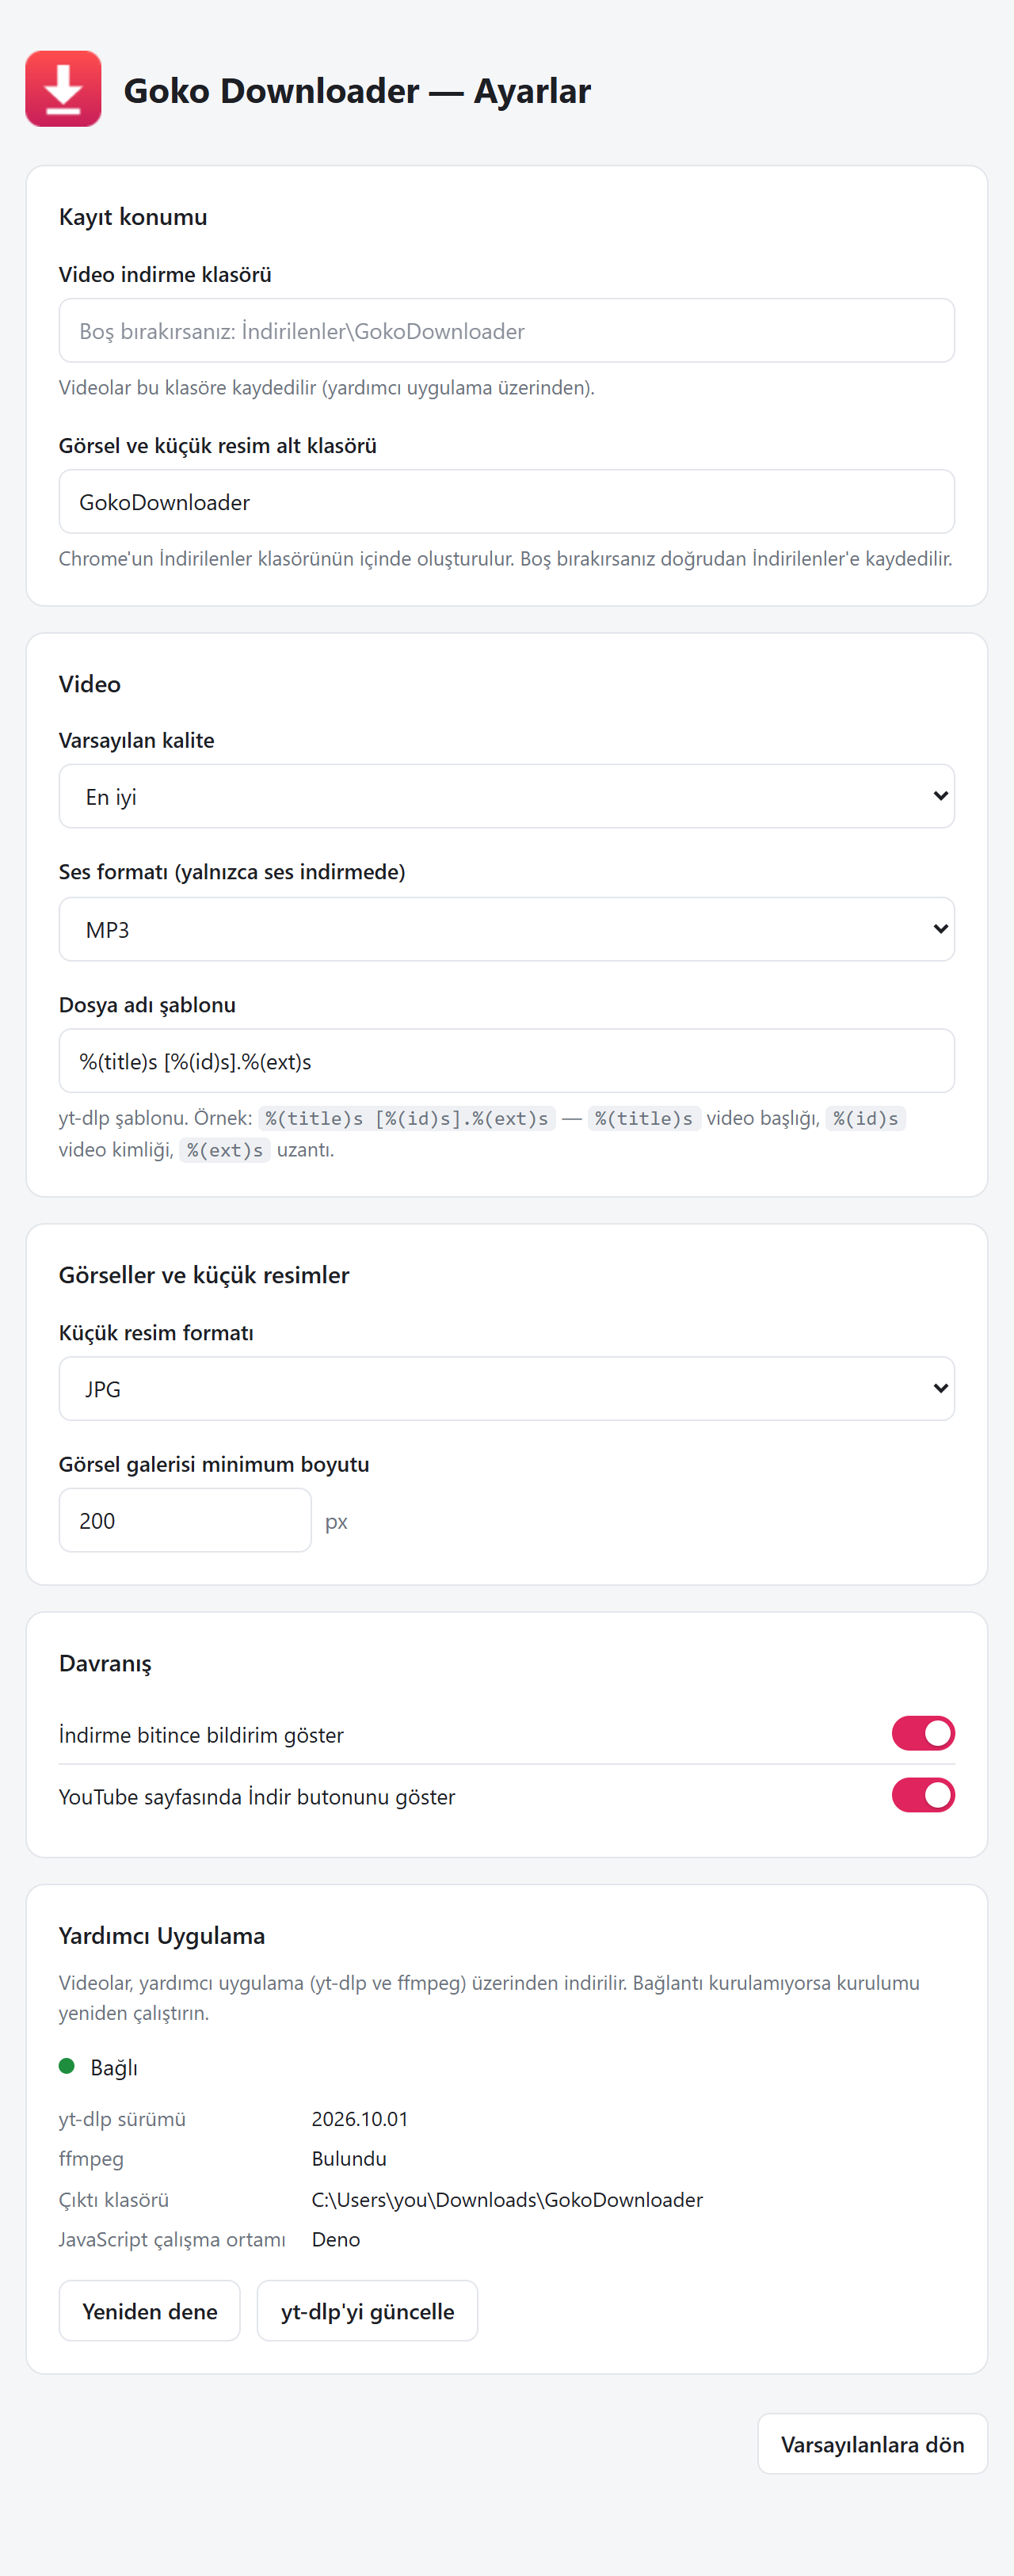 Goko Downloader — Ayarlar
Kayıt konumu
Video indirme klasörü
Boş bırakırsanız: İndirilenler\GokoDownloader
Videolar bu klasöre kaydedilir (yardımcı uygulama üzerinden).
Görsel ve küçük resim alt klasörü
GokoDownloader
Chrome'un İndirilenler klasörünün içinde oluşturulur. Boş bırakırsanız doğrudan İndirilenler'e kaydedilir.
Video
Varsayılan kalite
En iyi
Ses formatı (yalnızca ses indirmede)
MP3
Dosya adı şablonu
%(title)s [%(id)s].%(ext)s
yt-dlp şablonu. Örnek: %(title)s [%(id)s].%(ext)s — %(title)s video başlığı, %(id)s
video kimliği, %(ext)s uzantı.
Görseller ve küçük resimler
Küçük resim formatı
JPG
Görsel galerisi minimum boyutu
200 px
Davranış
İndirme bitince bildirim göster
YouTube sayfasında İndir butonunu göster
Yardımcı Uygulama
Videolar, yardımcı uygulama (yt-dlp ve ffmpeg) üzerinden indirilir. Bağlantı kurulamıyorsa kurulumu
yeniden çalıştırın.
Bağlı
yt-dlp sürümü 2026.10.01
ffmpeg Bulundu
Çıktı klasörü C:\Users\you\Downloads\GokoDownloader
JavaScript çalışma ortamı Deno
Yeniden dene yt-dlp'yi güncelle
Varsayılanlara dön